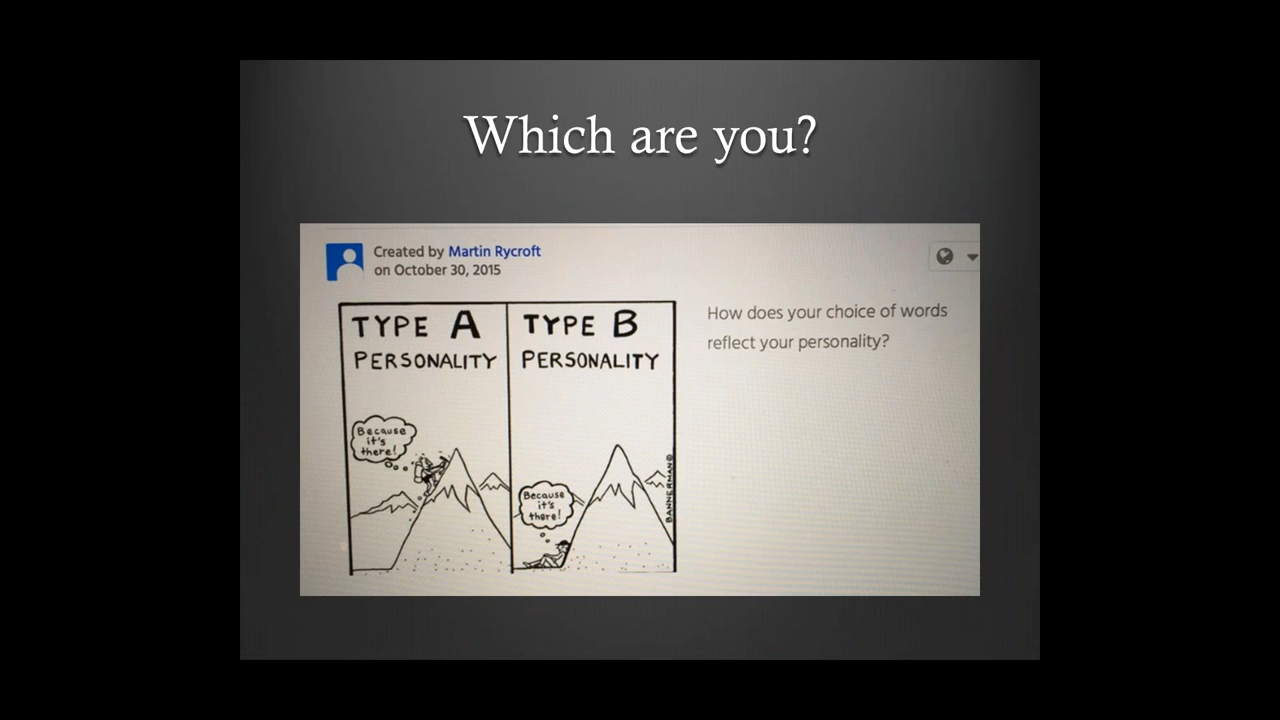 Which are you?
Created by Martin Rycroft
on October 30, 2015
TYPE A
PERSONALITY
Because
it's
there!
TYPE B
PERSONALITY
Because
it's
there!
BANNERMAN©
How does your choice of words
reflect your personality?